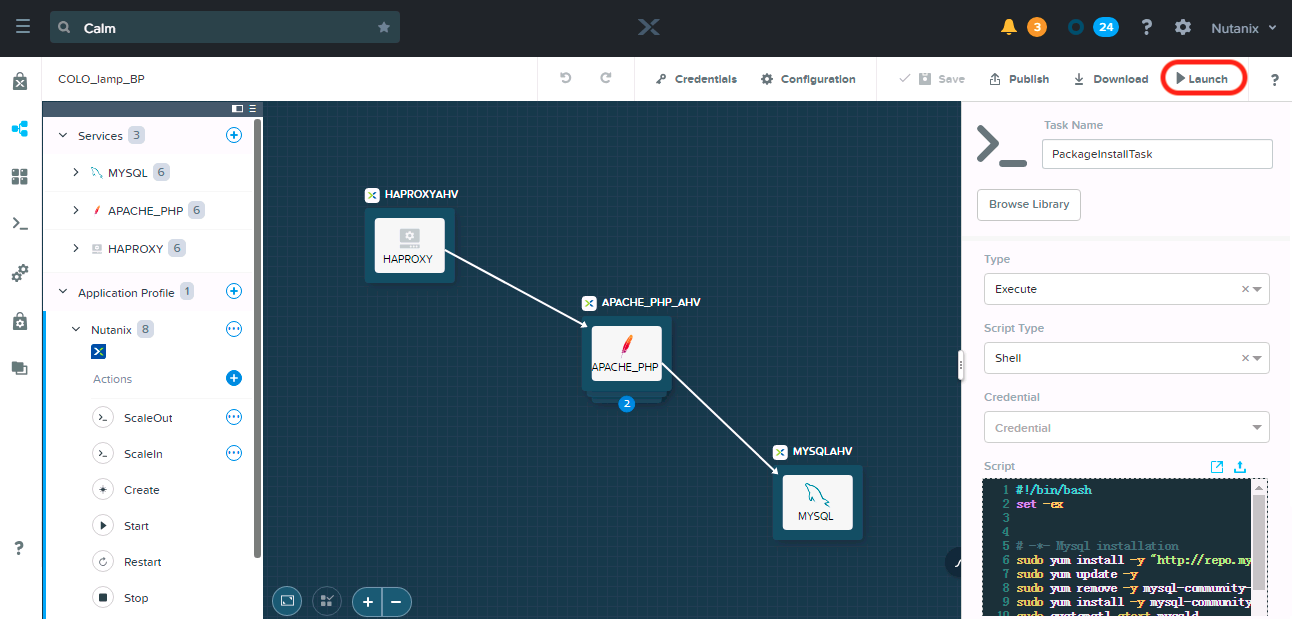 Calm
3
24
?
Nutanix
COLO_lamp_BP
Credentials
Configuration
Save
Publish
Download
Launch
?
Services 3
MYSQL 6
APACHE_PHP 6
HAPROXY 6
Application Profile 1
Nutanix 8
Actions
ScaleOut
ScaleIn
Create
Start
Restart
Stop
?
HAPROXYAHV
HAPROXY
APACHE_PHP_AHV
APACHE_PHP
2
MYSQLAHV
MYSQL
Task Name
PackageInstallTask
Browse Library
Type
Execute
Script Type
Shell
Credential
Credential
Script
1 #!/bin/bash
2 set -ex
3
4
5 # -*- Mysql installation
6 sudo yum install -y "http://repo.my
7 sudo yum update -y
8 sudo yum remove -y mysql-community-
9 sudo yum install -y mysql-community
10 sudo systemctl start mysqld